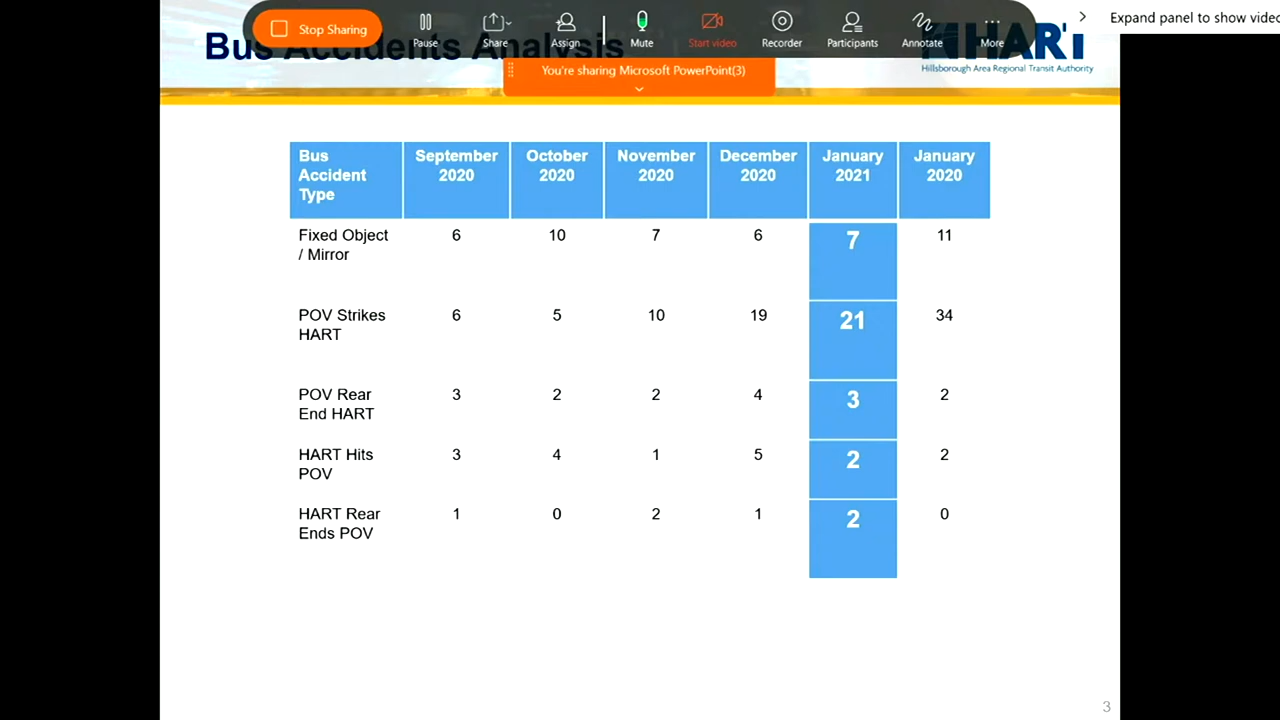 Stop Sharing
Pause
Share
Assign
Mute
Start video
Recorder
Participants
Annotate
More
Expand panel to show video
Bus Accidents Analysis
HART
Hillsborough Area Regional Transit Authority
You're sharing Microsoft PowerPoint(3)
Bus Accident Type September 2020 October 2020 November 2020 December 2020 January 2021 January 2020
Fixed Object / Mirror 6 10 7 6 7 11
POV Strikes HART 6 5 10 19 21 34
POV Rear End HART 3 2 2 4 3 2
HART Hits POV 3 4 1 5 2 2
HART Rear Ends POV 1 0 2 1 2 0
3